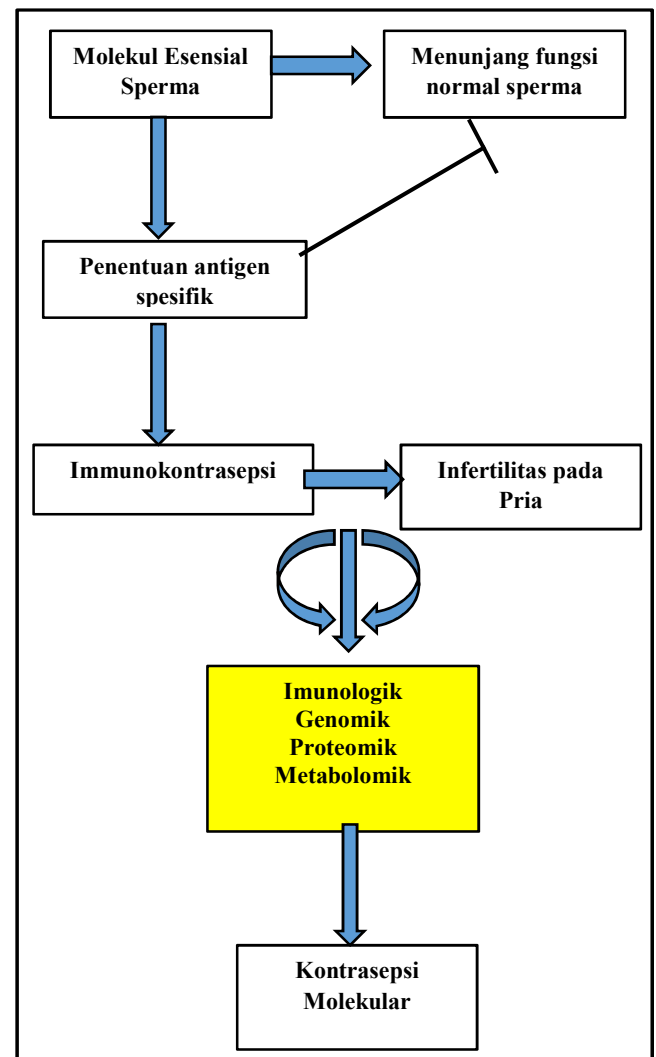 Molekul Esensial
Sperma
Menunjang fungsi
normal sperma
Penentuan antigen
spesifik
Immunokontrasepsi
Infertilitas pada
Pria
Imunologik
Genomik
Proteomik
Metabolomik
Kontrasepsi
Molekular